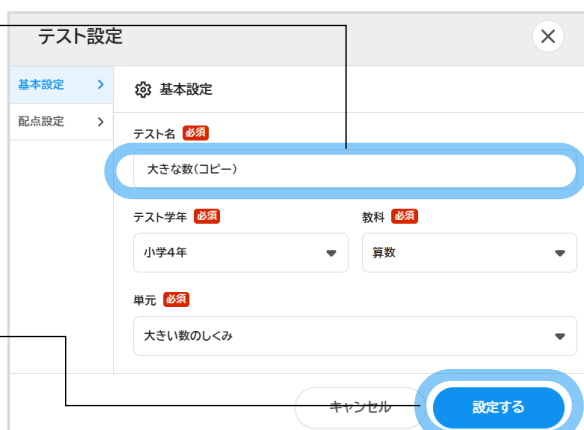 テスト設定
基本設定
配点設定
基本設定
テスト名 必須
大きな数(コピー)
テスト学年 必須 教科 必須
小学4年 算数
単元 必須
大きい数のしくみ
キャンセル 設定する